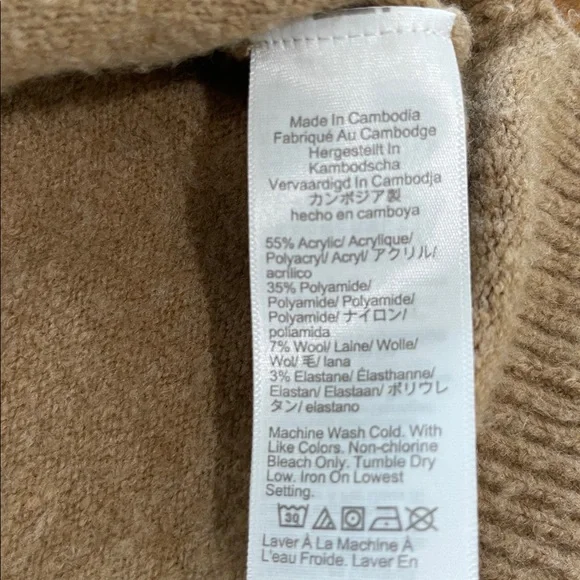 Made In Cambodia
Fabriqué Au Cambodge
Hergestellt In
Kambodscha
Vervaardigd In Cambodja
カンボジア製
hecho en camboya
55% Acrylic/ Acrylique/
Polyacryl/ Acryl/ アクリル/
acrílico
35% Polyamide/
Polyamide/ Polyamide/
Polyamide/ ナイロン/
poliamida
7% Wool/ Laine/ Wolle/
Wol/ 毛/ lana
3% Elastane/ Élasthanne/
Elastan/ Elastaan/ ポリウレ
タン/ elastano
Machine Wash Cold. With
Like Colors. Non-chlorine
Bleach Only. Tumble Dry
Low. Iron On Lowest
Setting.
30
Laver À La Machine À
L'eau Froide. Laver En